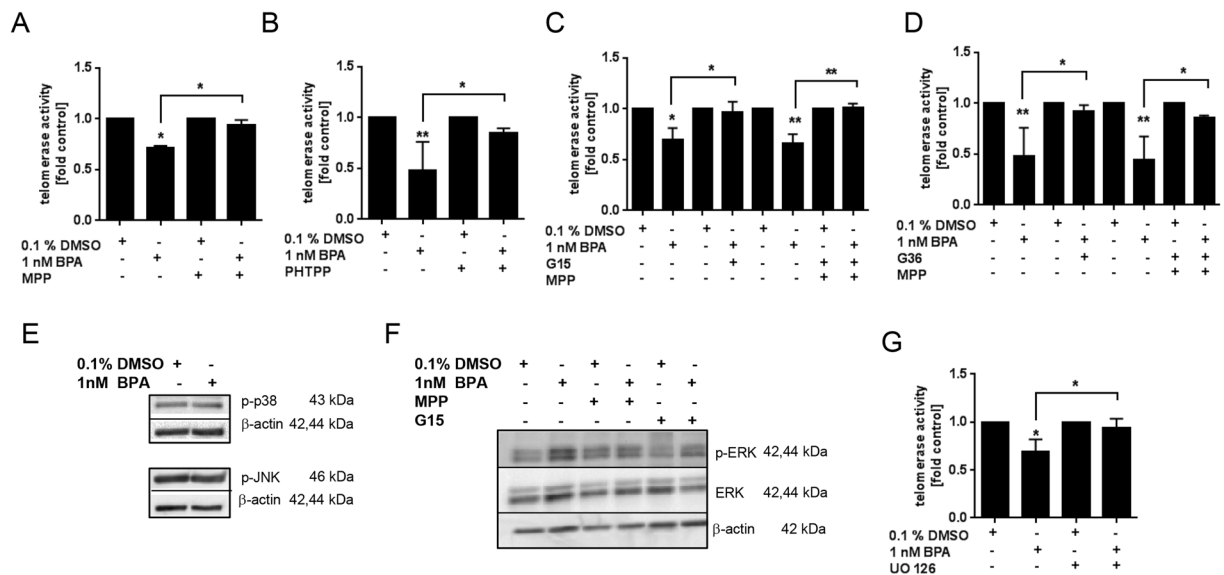 A
telomerase activity
[fold control]
1.5
1.0
0.5
0.0
*
*
0.1 % DMSO + - + -
1 nM BPA - + - +
MPP - - + +
B
telomerase activity
[fold control]
1.5
1.0
0.5
0.0
**
*
0.1 % DMSO + - + -
1 nM BPA - + - +
PHTPP - - + +
C
telomerase activity
[fold control]
1.5
1.0
0.5
0.0
*
*
**
**
0.1 % DMSO + - + - + - + -
1 nM BPA - + - + - + - +
G15 - - - + - - + +
MPP - - - - - - + +
D
telomerase activity
[fold control]
1.5
1.0
0.5
0.0
**
*
**
*
0.1 % DMSO + - + - + - + -
1 nM BPA - + - + - + - +
G36 - - - + - - + +
MPP - - - - - - + +
E
0.1% DMSO + -
1nM BPA - +
p-p38 43 kDa
β-actin 42,44 kDa
p-JNK 46 kDa
β-actin 42,44 kDa
F
0.1% DMSO + - + - + -
1nM BPA - + - + - +
MPP - - + + - -
G15 - - - - + +
p-ERK 42,44 kDa
ERK 42,44 kDa
β-actin 42 kDa
G
telomerase activity
[fold control]
1.5
1.0
0.5
0.0
*
*
0.1 % DMSO + - + -
1 nM BPA - + - +
UO 126 - - + +